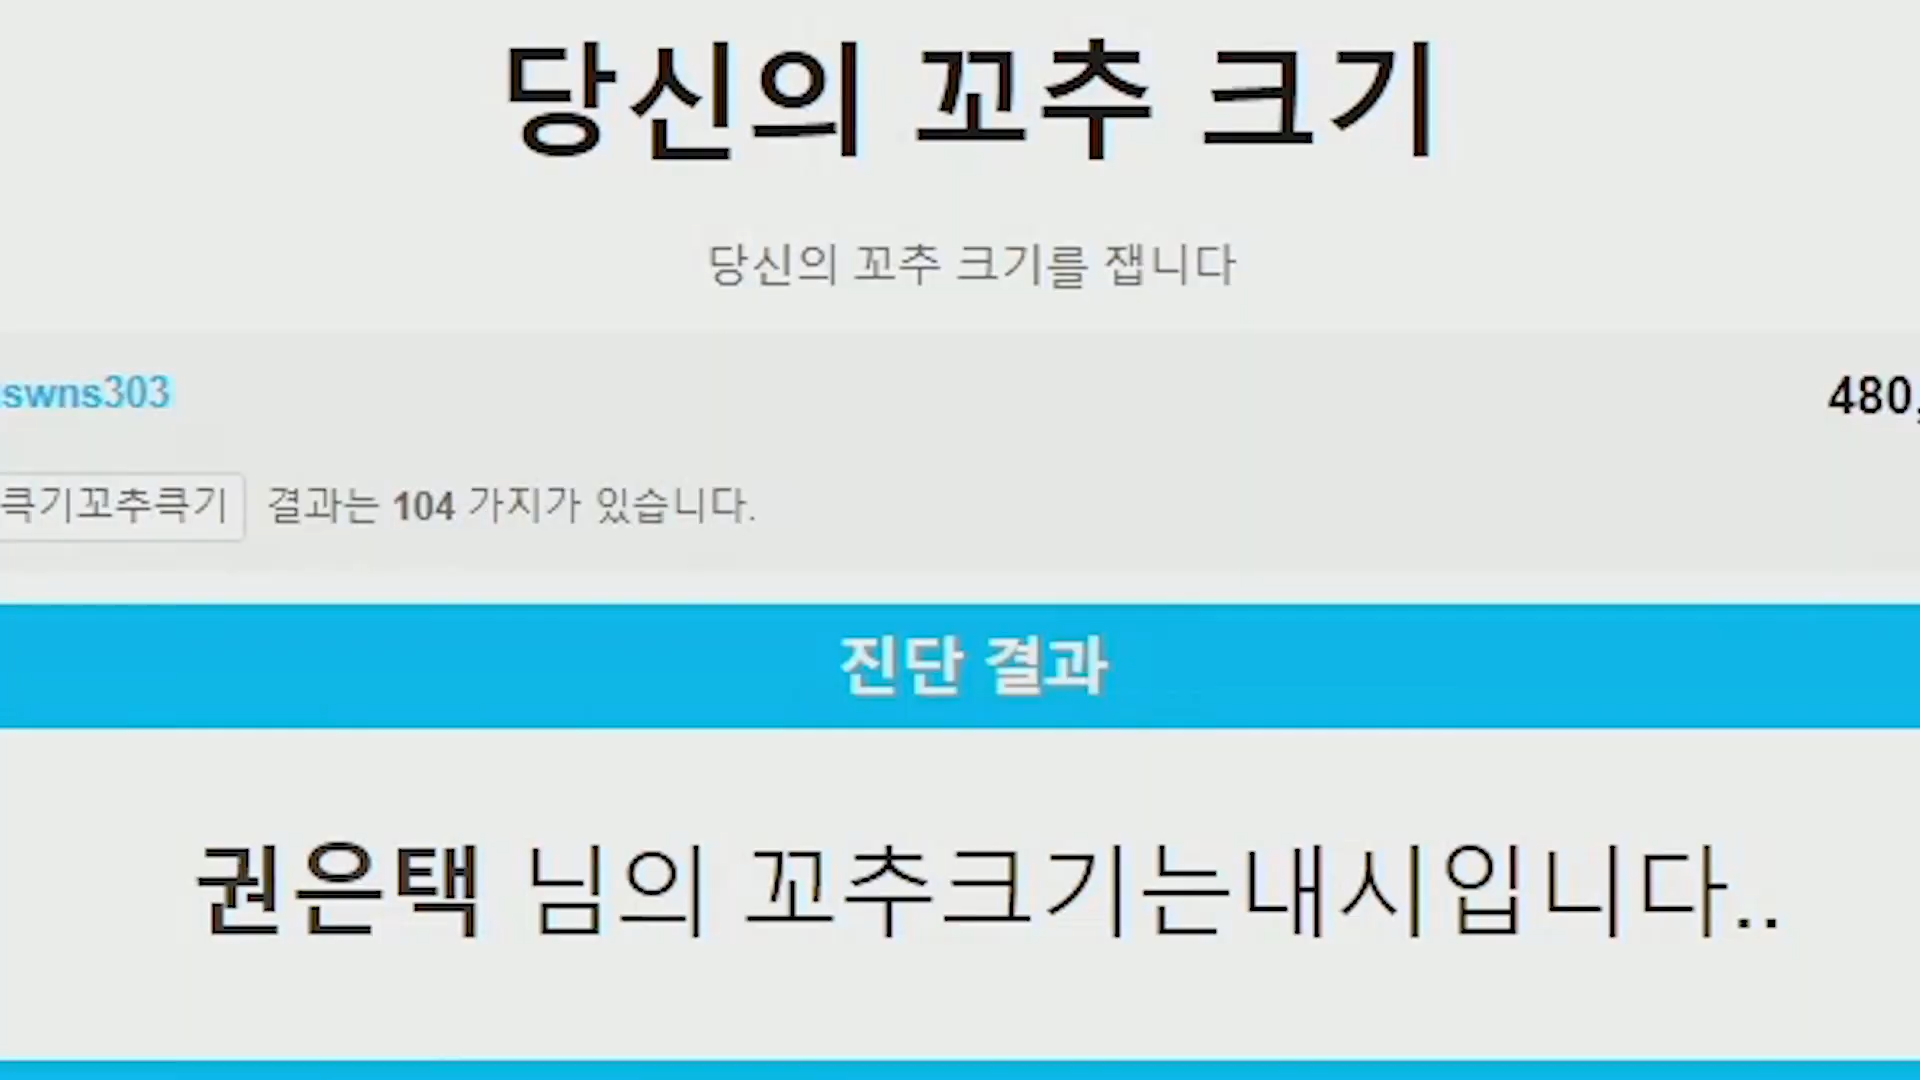 당신의 꼬추 크기
당신의 꼬추 크기를 잽니다
swns303
480,
큭기꼬추큭기 결과는 104 가지가 있습니다.
진단 결과
권은택 님의 꼬추크기는내시입니다..